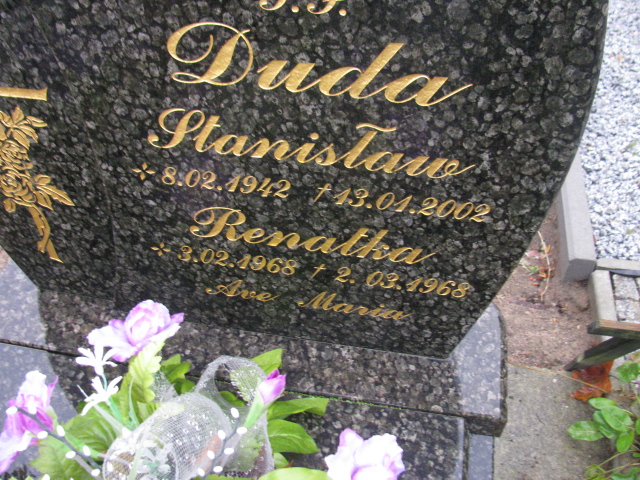 Ś.P.
Duda
Stanisław
8.02.1942 †13.01.2002
Renatka
3.02.1968 † 2.03.1968
Ave Maria